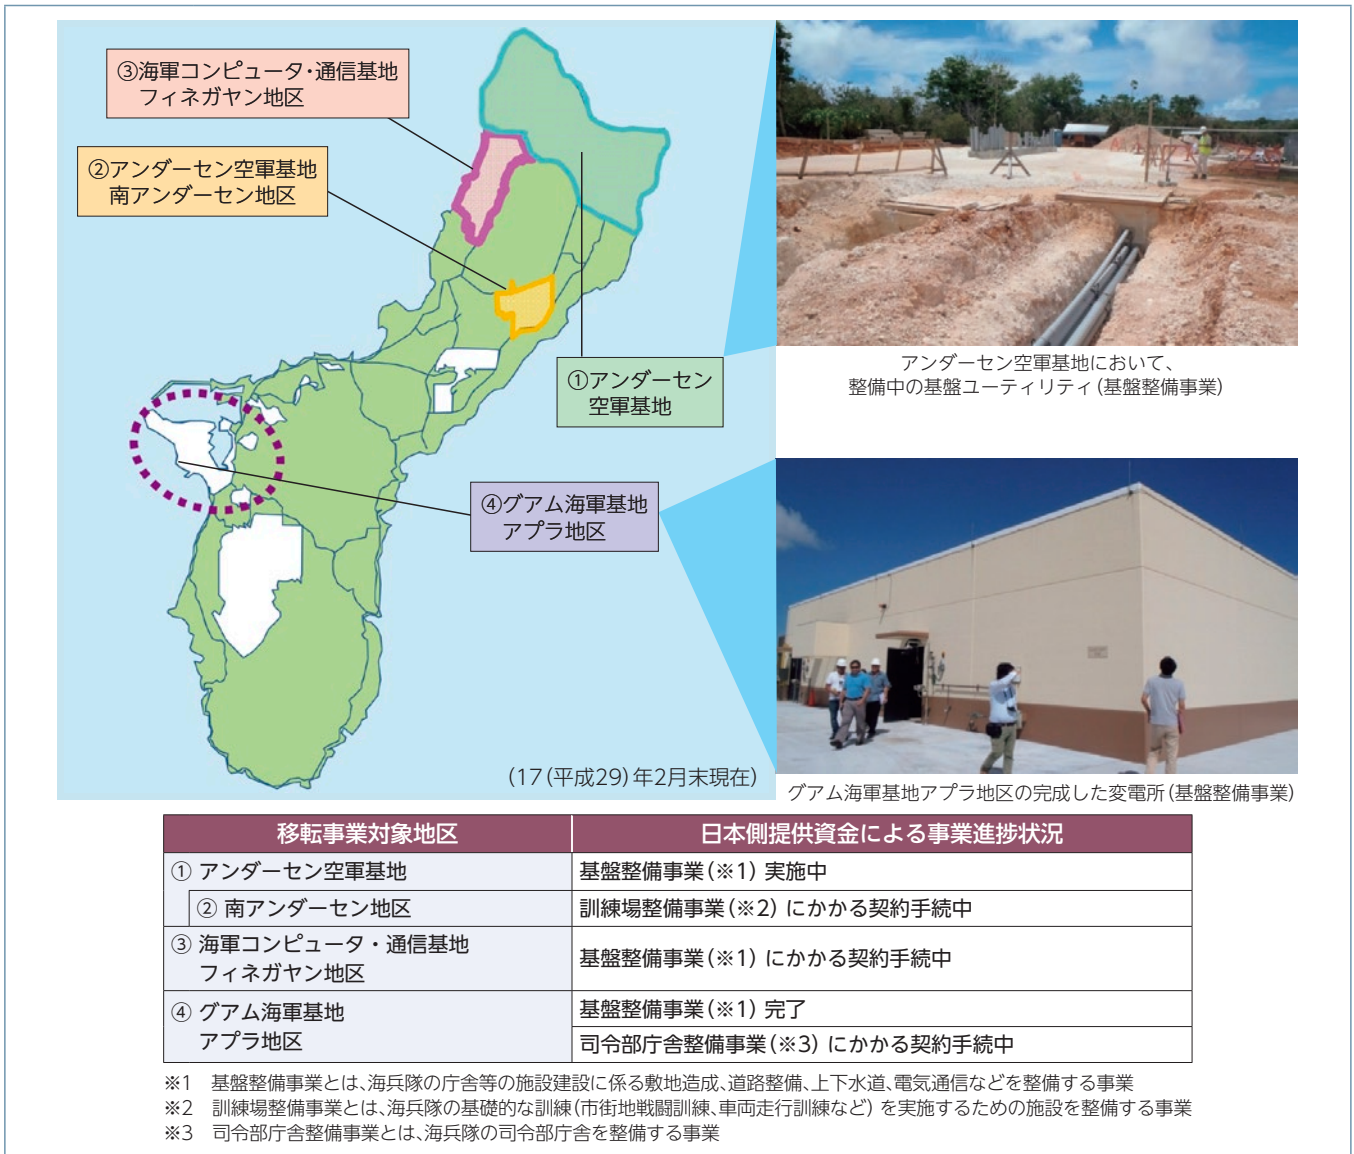 ③海軍コンピュータ・通信基地
フィネガヤン地区
②アンダーセン空軍基地
南アンダーセン地区
①アンダーセン
空軍基地
④グアム海軍基地
アプラ地区
(17(平成29)年2月末現在)
アンダーセン空軍基地において、
整備中の基盤ユーティリティ(基盤整備事業)
グアム海軍基地アプラ地区の完成した変電所(基盤整備事業)
移転事業対象地区 日本側提供資金による事業進捗状況
① アンダーセン空軍基地 基盤整備事業(※1) 実施中
② 南アンダーセン地区 訓練場整備事業(※2) にかかる契約手続中
③ 海軍コンピュータ・通信基地
フィネガヤン地区
基盤整備事業(※1) にかかる契約手続中
④ グアム海軍基地
アプラ地区
基盤整備事業(※1) 完了
司令部庁舎整備事業(※3) にかかる契約手続中
※1 基盤整備事業とは、海兵隊の庁舎等の施設建設に係る敷地造成、道路整備、上下水道、電気通信などを整備する事業
※2 訓練場整備事業とは、海兵隊の基礎的な訓練(市街地戦闘訓練、車両走行訓練など) を実施するための施設を整備する事業
※3 司令部庁舎整備事業とは、海兵隊の司令部庁舎を整備する事業